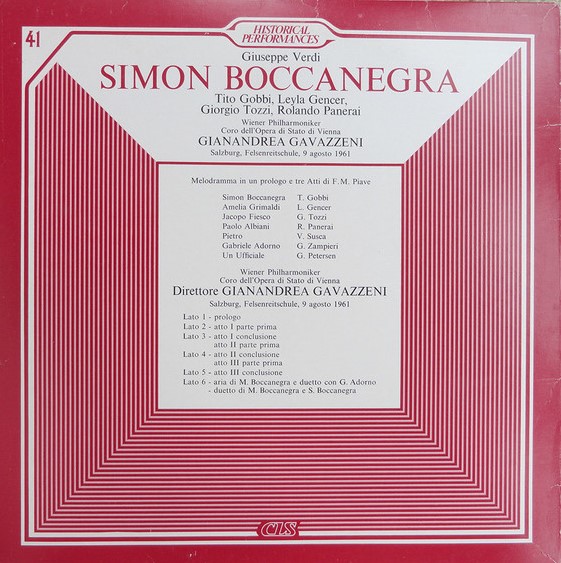 41
HISTORICAL
PERFORMANCES
Giuseppe Verdi
SIMON BOCCANEGRA
Tito Gobbi, Leyla Gencer,
Giorgio Tozzi, Rolando Panerai
Wiener Philharmoniker
Coro dell'Opera di Stato di Vienna
GIANANDREA GAVAZZENI
Salzburg, Felsenreitschule, 9 agosto 1961
Melodramma in un prologo e tre Atti di F.M. Piave
Simon Boccanegra T. Gobbi
Amelia Grimaldi L. Gencer
Jacopo Fiesco G. Tozzi
Paolo Albiani R. Panerai
Pietro V. Susca
Gabriele Adorno G. Zampieri
Un Ufficiale G. Petersen
Wiener Philharmoniker
Coro dell'Opera di Stato di Vienna
Direttore GIANANDREA GAVAZZENI
Salzburg, Felsenreitschule, 9 agosto 1961
Lato 1 - prologo
Lato 2 - atto I parte prima
Lato 3 - atto I conclusione
atto II parte prima
Lato 4 - atto II conclusione
atto III parte prima
Lato 5 - atto III conclusione
Lato 6 - aria di M. Boccanegra e duetto con G. Adorno
- duetto di M. Boccanegra e S. Boccanegra
CLS